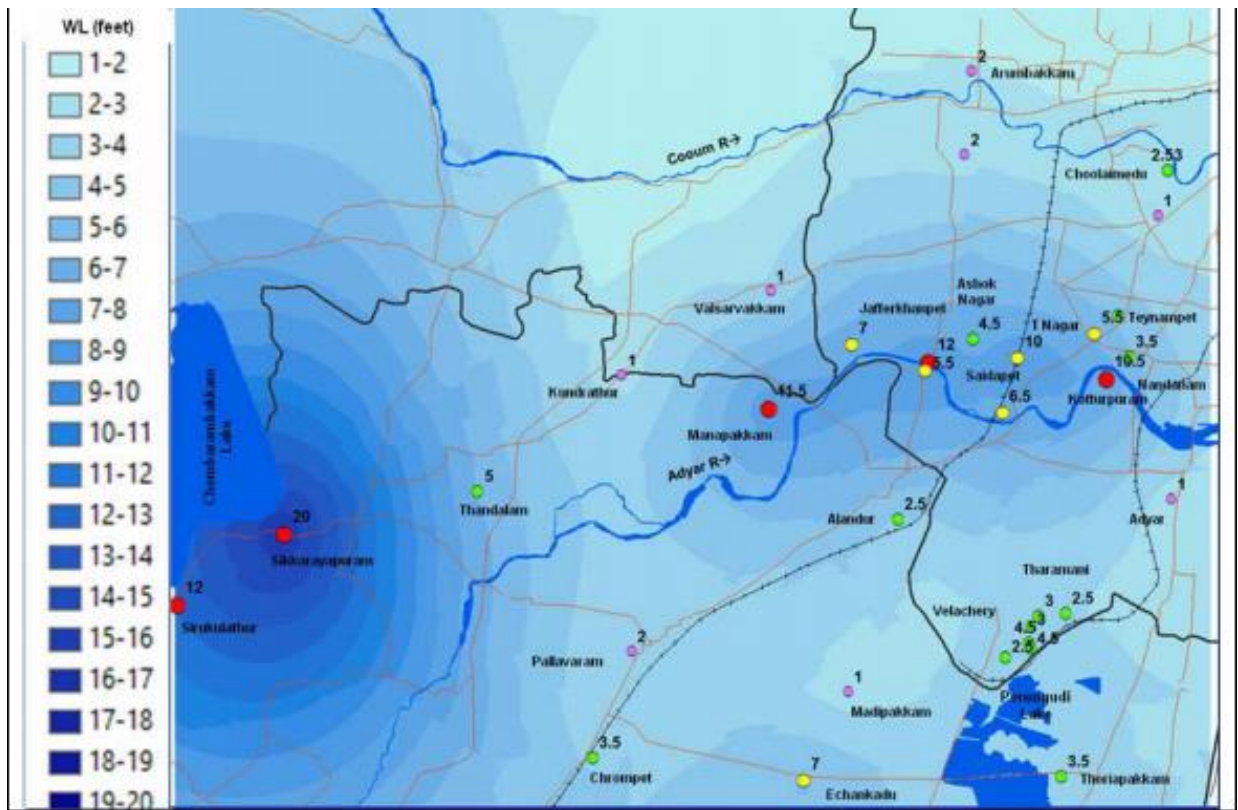 WL (feet)
1-2
2-3
3-4
4-5
5-6
6-7
7-8
8-9
9-10
10-11
11-12
12-13
13-14
14-15
15-16
16-17
17-18
18-19
19-20
2
Arumbakkam
Cooum R→
2
2.53
Choolaimedu
1
1
Valsarvakkam
Ashok
Nagar
Jafferkhanpet
7
4.5
T Nagar
5.5
Teynampet
12
5.5
10
3.5
Saidapet
Nandanam
19.5
Kotturpuram
1
Kundrathur
11.5
Manapakkam
6.5
Chembarambakkam
Lake
Adyar R→
5
Thandalam
2.5
Alandur
1
Adyar
20
Sikkarayapuram
12
Sirukulathur
Tharamani
Velachery
3
2.5
3
4.5
4.5
2.5
2
Pallavaram
1
Madipakkam
Perungudi
Lake
3.5
Chrompet
7
Echankadu
3.5
Thoriapakkam